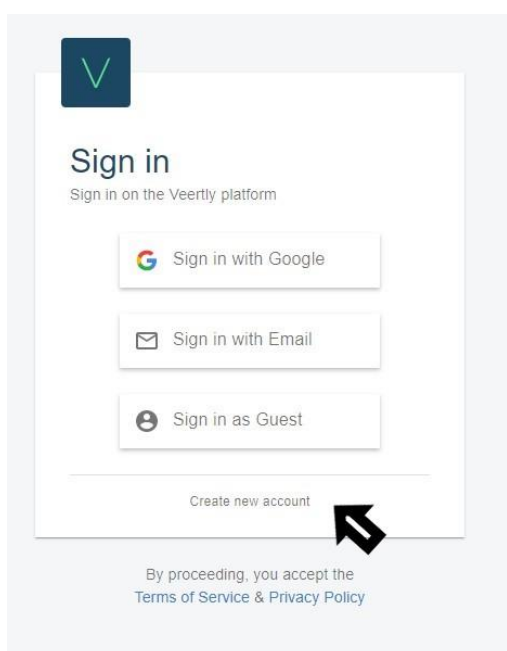 V
Sign in
Sign in on the Veertly platform
Sign in with Google
Sign in with Email
Sign in as Guest
Create new account
By proceeding, you accept the
Terms of Service & Privacy Policy